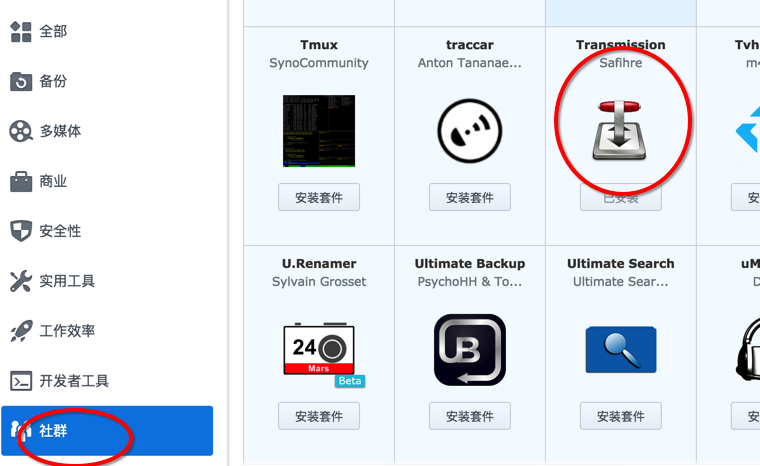 全部
备份
多媒体
商业
安全性
实用工具
工作效率
开发者工具
社群
Tmux
SynoCommunity
安装套件
traccar
Anton Tananae...
安装套件
Transmission
Safihre
已安装
Tvh
m4
安
U.Renamer
Sylvain Grosset
24
Mars
Beta
安装套件
Ultimate Backup
PsychoHH & To...
UB
安装套件
Ultimate Search
Ultimate Sear...
安装套件
uM
D
安